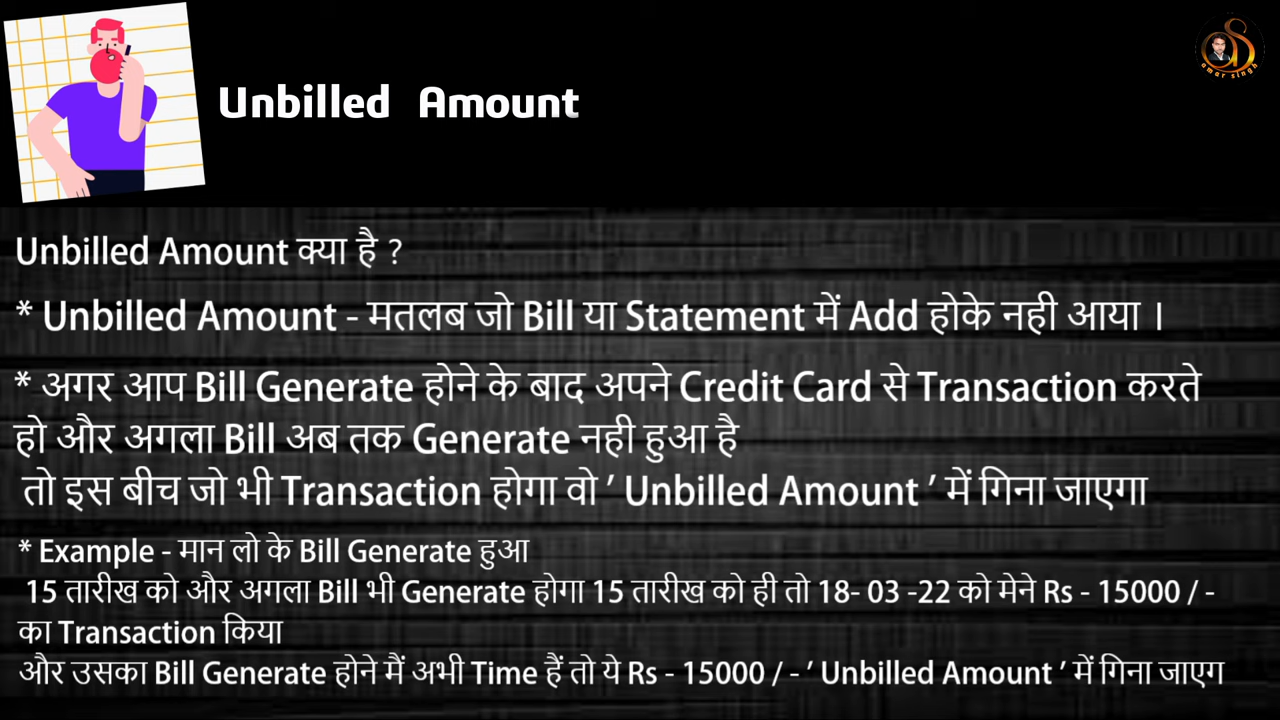 Unbilled Amount
amar singh
Unbilled Amount क्या है ?
* Unbilled Amount - मतलब जो Bill या Statement में Add होके नही आया ।
* अगर आप Bill Generate होने के बाद अपने Credit Card से Transaction करते
हो और अगला Bill अब तक Generate नही हुआ है
तो इस बीच जो भी Transaction होगा वो ’ Unbilled Amount ’ में गिना जाएगा
* Example - मान लो के Bill Generate हुआ
15 तारीख को और अगला Bill भी Generate होगा 15 तारीख को ही तो 18- 03 -22 को मेने Rs - 15000 / -
का Transaction किया
और उसका Bill Generate होने मैं अभी Time हैं तो ये Rs - 15000 / - ’ Unbilled Amount ’ में गिना जाएग